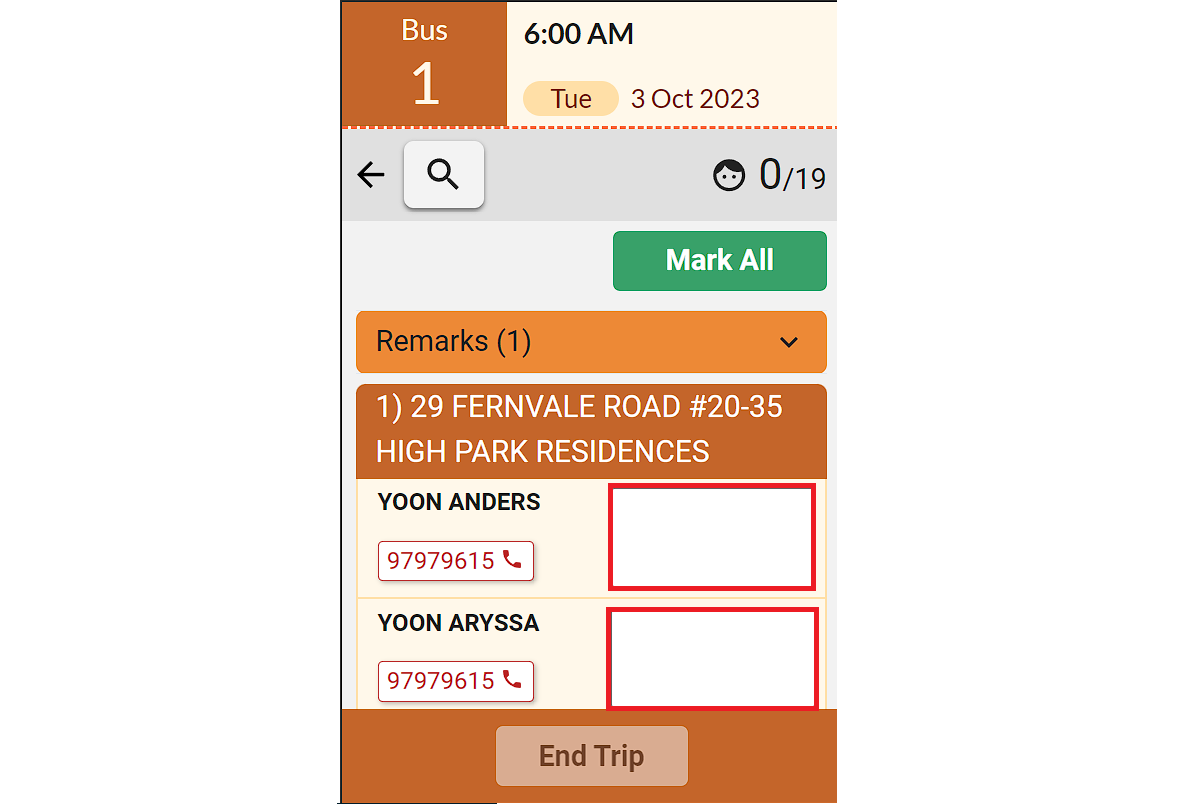 Bus
1
6:00 AM
Tue 3 Oct 2023
0/19
Mark All
Remarks (1)
1) 29 FERNVALE ROAD #20-35
HIGH PARK RESIDENCES
YOON ANDERS
97979615
YOON ARYSSA
97979615
End Trip